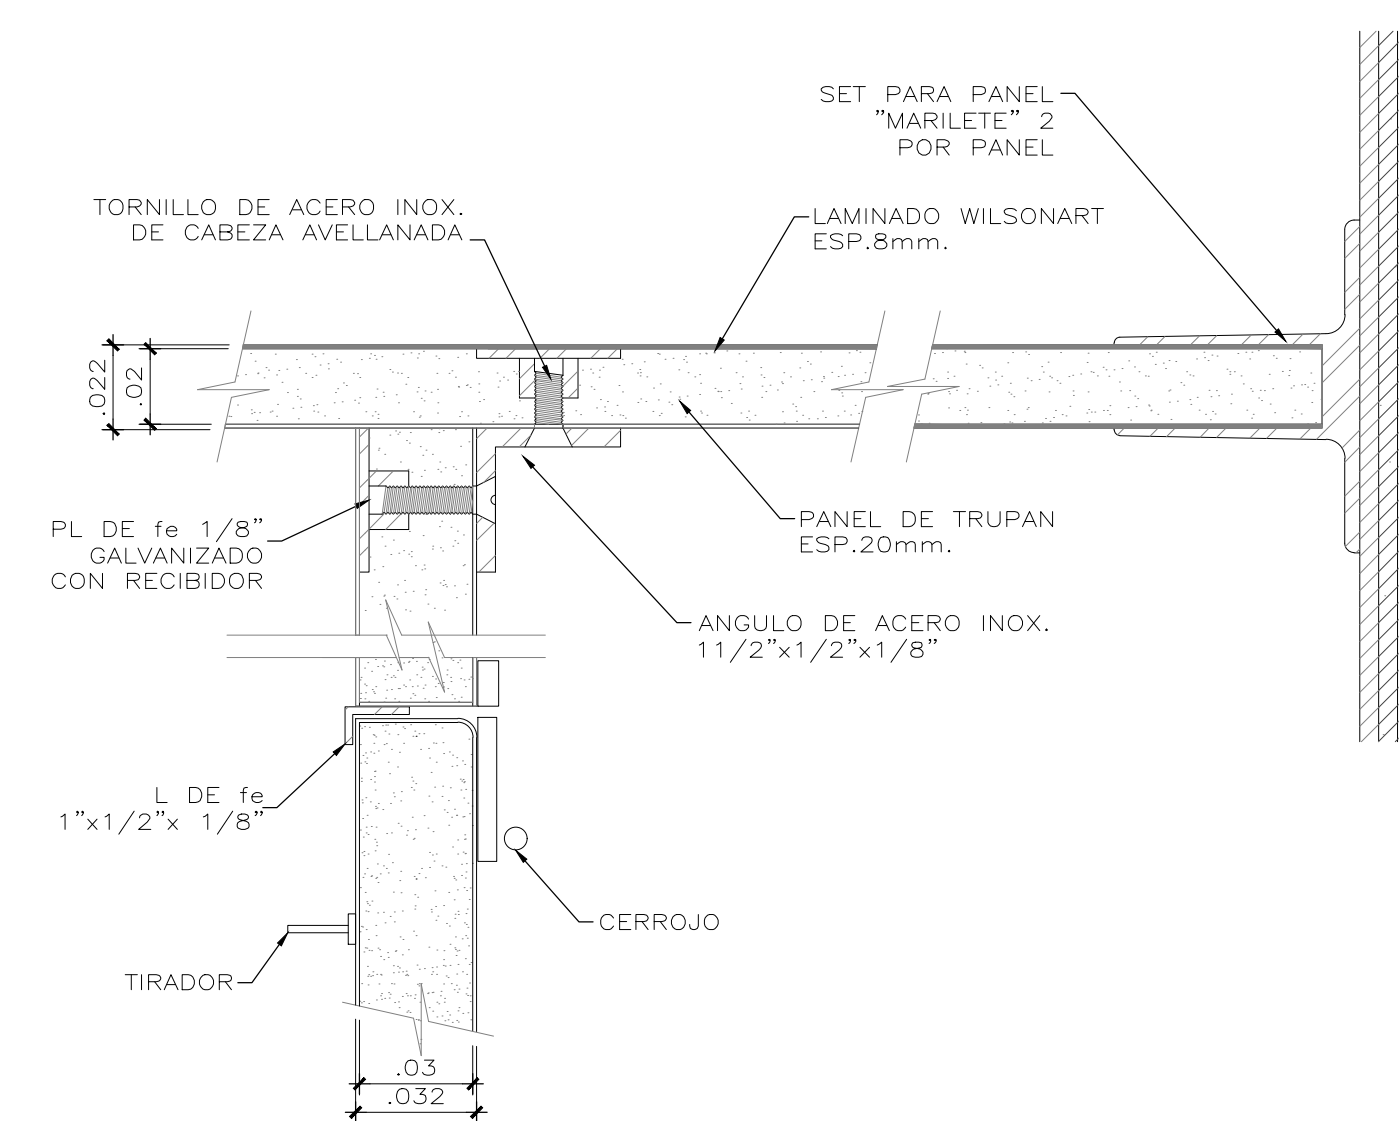 SET PARA PANEL
”MARILETE” 2
POR PANEL
TORNILLO DE ACERO INOX.
DE CABEZA AVELLANADA
LAMINADO WILSONART
ESP.8mm.
.022
.02
PL DE fe 1/8”
GALVANIZADO
CON RECIBIDOR
PANEL DE TRUPAN
ESP.20mm.
ANGULO DE ACERO INOX.
11/2”x1/2”x1/8”
L DE fe
1”x1/2”x 1/8”
CERROJO
TIRADOR
.03
.032